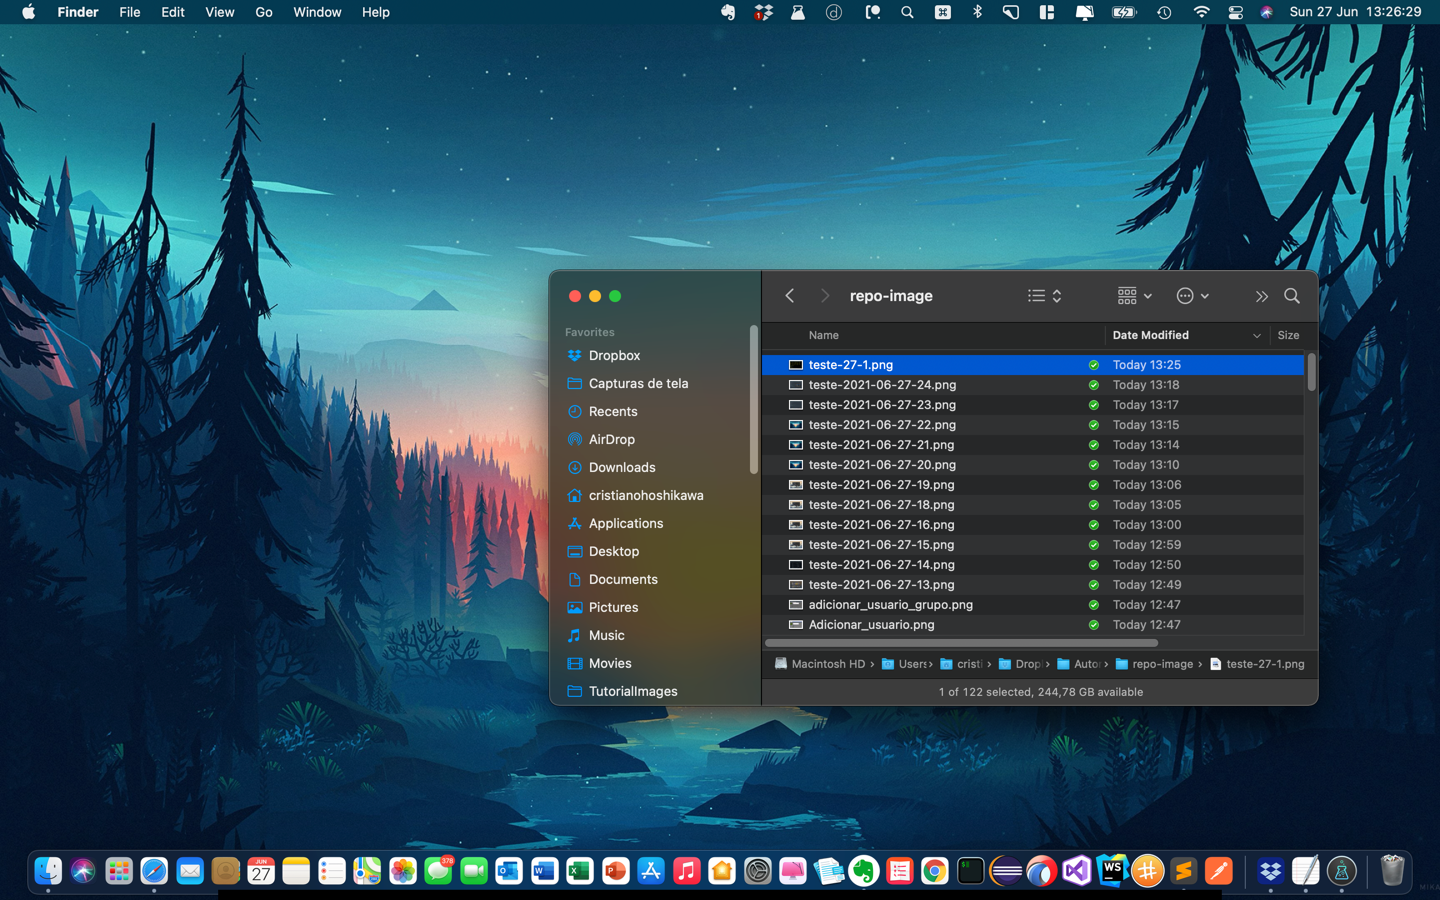 Finder File Edit View Go Window Help 1 Sun 27 Jun 13:26:29
repo-image
Favorites
Dropbox
Capturas de tela
Recents
AirDrop
Downloads
cristianohoshikawa
Applications
Desktop
Documents
Pictures
Music
Movies
TutorialImages
Name Date Modified Size
teste-27-1.png Today 13:25
teste-2021-06-27-24.png Today 13:18
teste-2021-06-27-23.png Today 13:17
teste-2021-06-27-22.png Today 13:15
teste-2021-06-27-21.png Today 13:14
teste-2021-06-27-20.png Today 13:10
teste-2021-06-27-19.png Today 13:06
teste-2021-06-27-18.png Today 13:05
teste-2021-06-27-16.png Today 13:00
teste-2021-06-27-15.png Today 12:59
teste-2021-06-27-14.png Today 12:50
teste-2021-06-27-13.png Today 12:49
adicionar_usuario_grupo.png Today 12:47
Adicionar_usuario.png Today 12:47
Macintosh HD › Users › cristi › Drop › Autor › repo-image › teste-27-1.png
1 of 122 selected, 244,78 GB available
376
JUN
27
WS